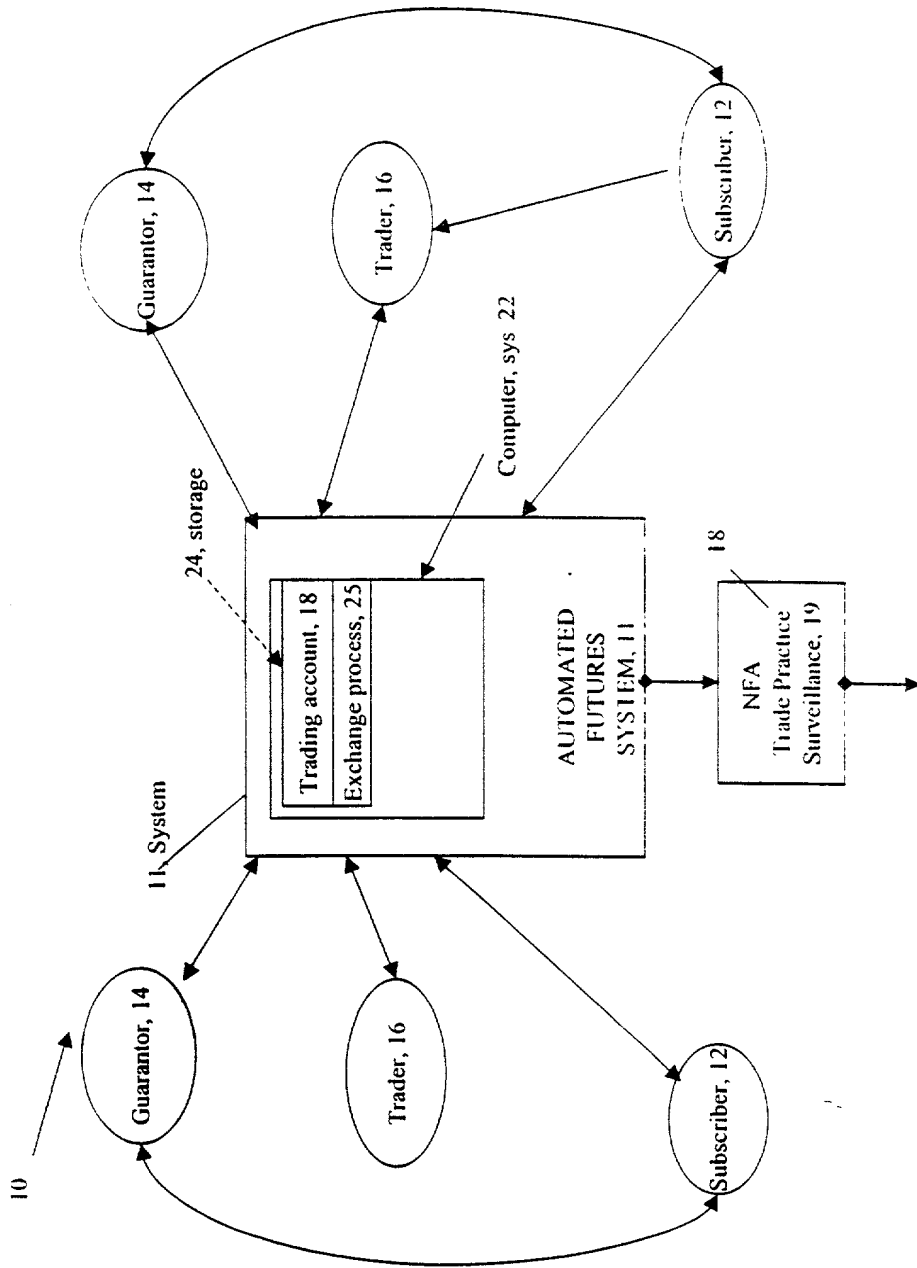 10
Guarantor, 14
Trader, 16
Subscriber, 12
11, System
24, storage
Trading account, 18
Exchange process, 25
Computer, sys 22
AUTOMATED
FUTURES
SYSTEM, 11
18
NFA
Trade Practice
Surveillance, 19
Guarantor, 14
Trader, 16
Subscriber, 12